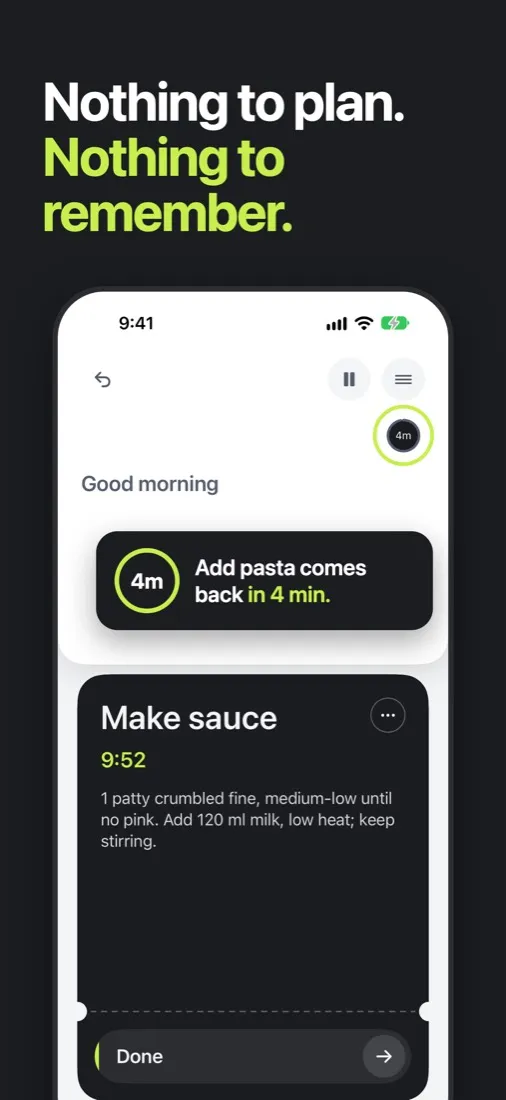 Nothing to plan.
Nothing to
remember.
9:41
4m
Good morning
4m
Add pasta comes
back in 4 min.
Make sauce
9:52
1 patty crumbled fine, medium-low until
no pink. Add 120 ml milk, low heat; keep
stirring.
Done